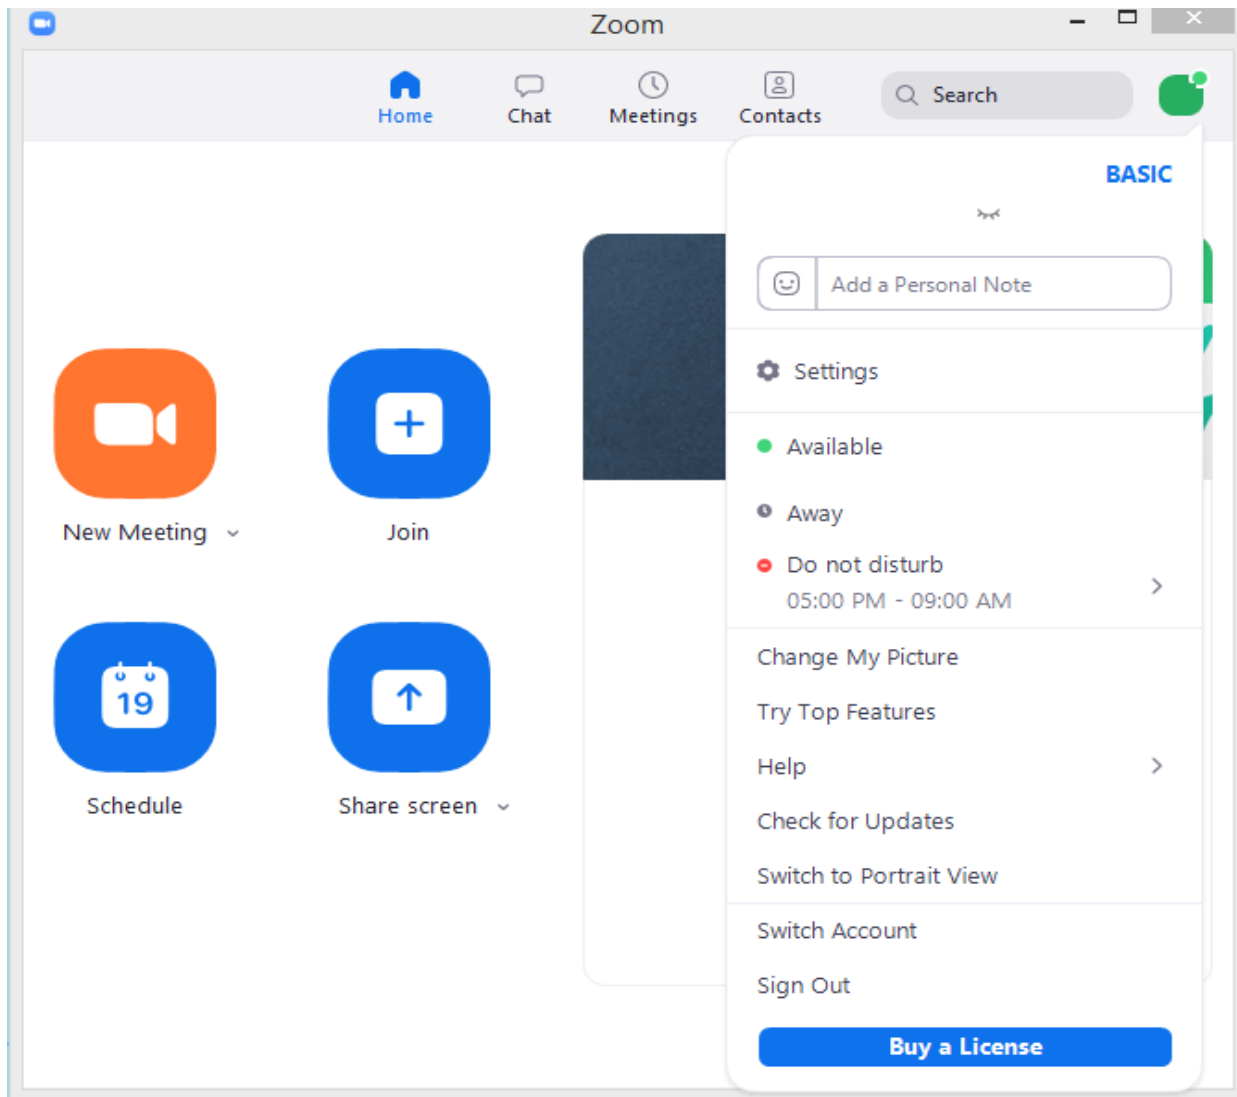 Zoom
Home
Chat
Meetings
Contacts
Search
BASIC
Add a Personal Note
Settings
Available
Away
Do not disturb
05:00 PM - 09:00 AM
Change My Picture
Try Top Features
Help
Check for Updates
Switch to Portrait View
Switch Account
Sign Out
Buy a License
New Meeting
Join
19
Schedule
Share screen